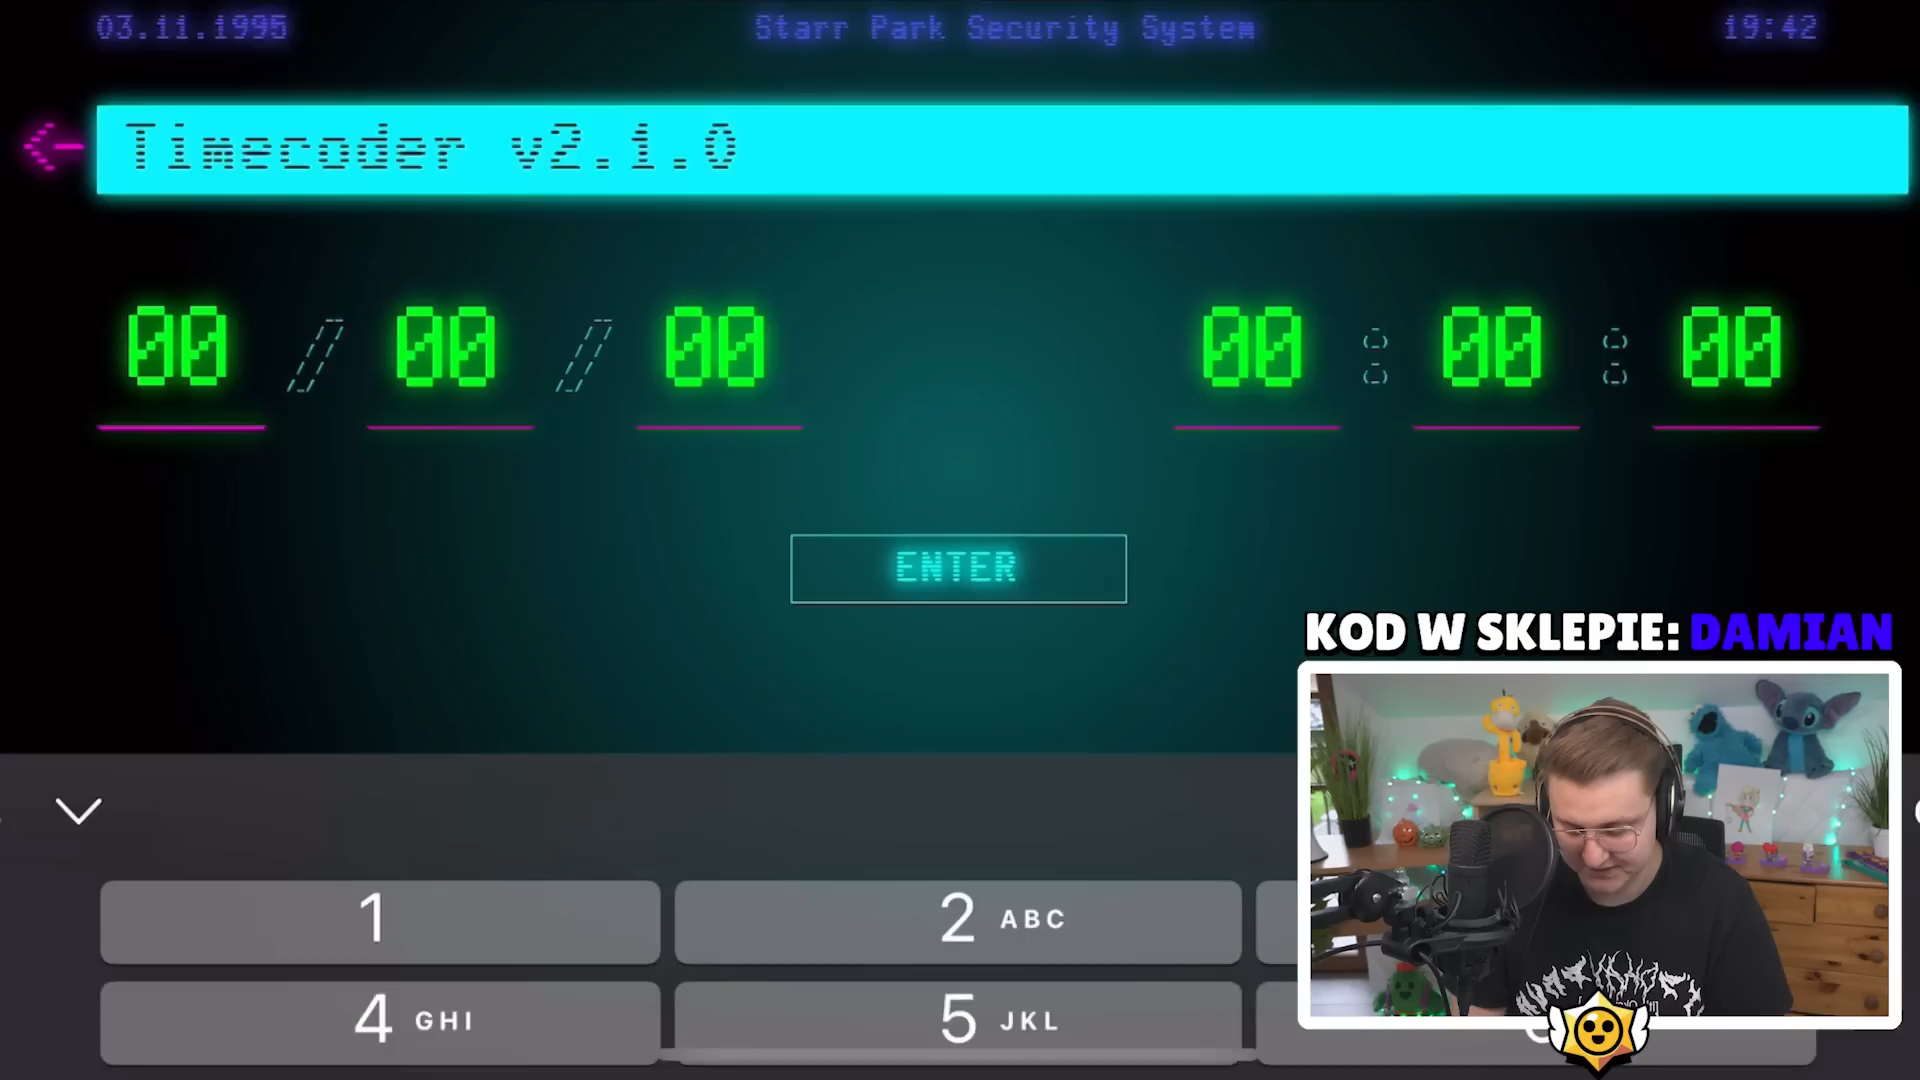 03.11.1995 Starr Park Security System 19:42
Timecoder v2.1.0
00 / 00 / 00 00 : 00 : 00
ENTER
KOD W SKLEPIE: DAMIAN
1 2 ABC
4 GHI 5 JKL